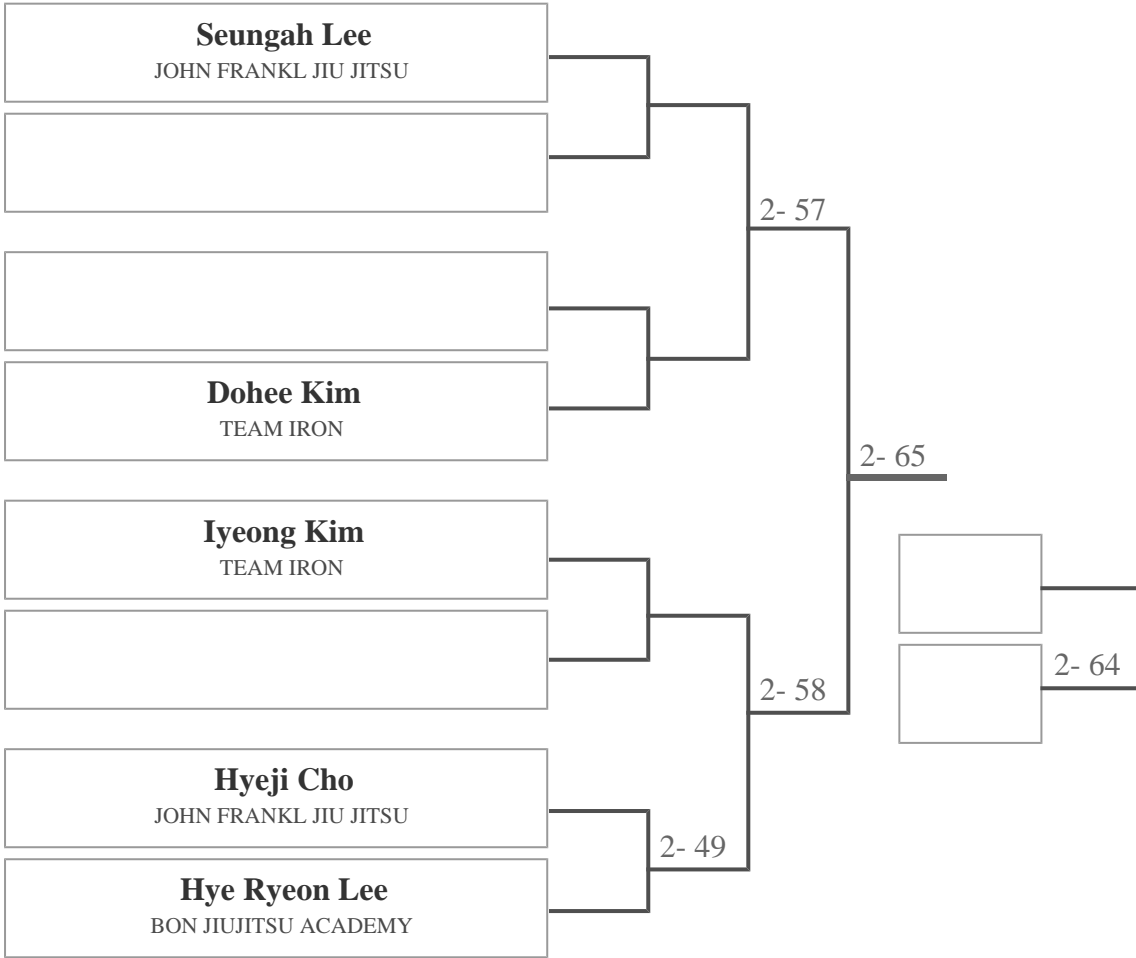 Seungah Lee
JOHN FRANKL JIU JITSU
2- 57
Dohee Kim
TEAM IRON
2- 65
Iyeong Kim
TEAM IRON
2- 64
2- 58
Hyeji Cho
JOHN FRANKL JIU JITSU
2- 49
Hye Ryeon Lee
BON JIUJITSU ACADEMY